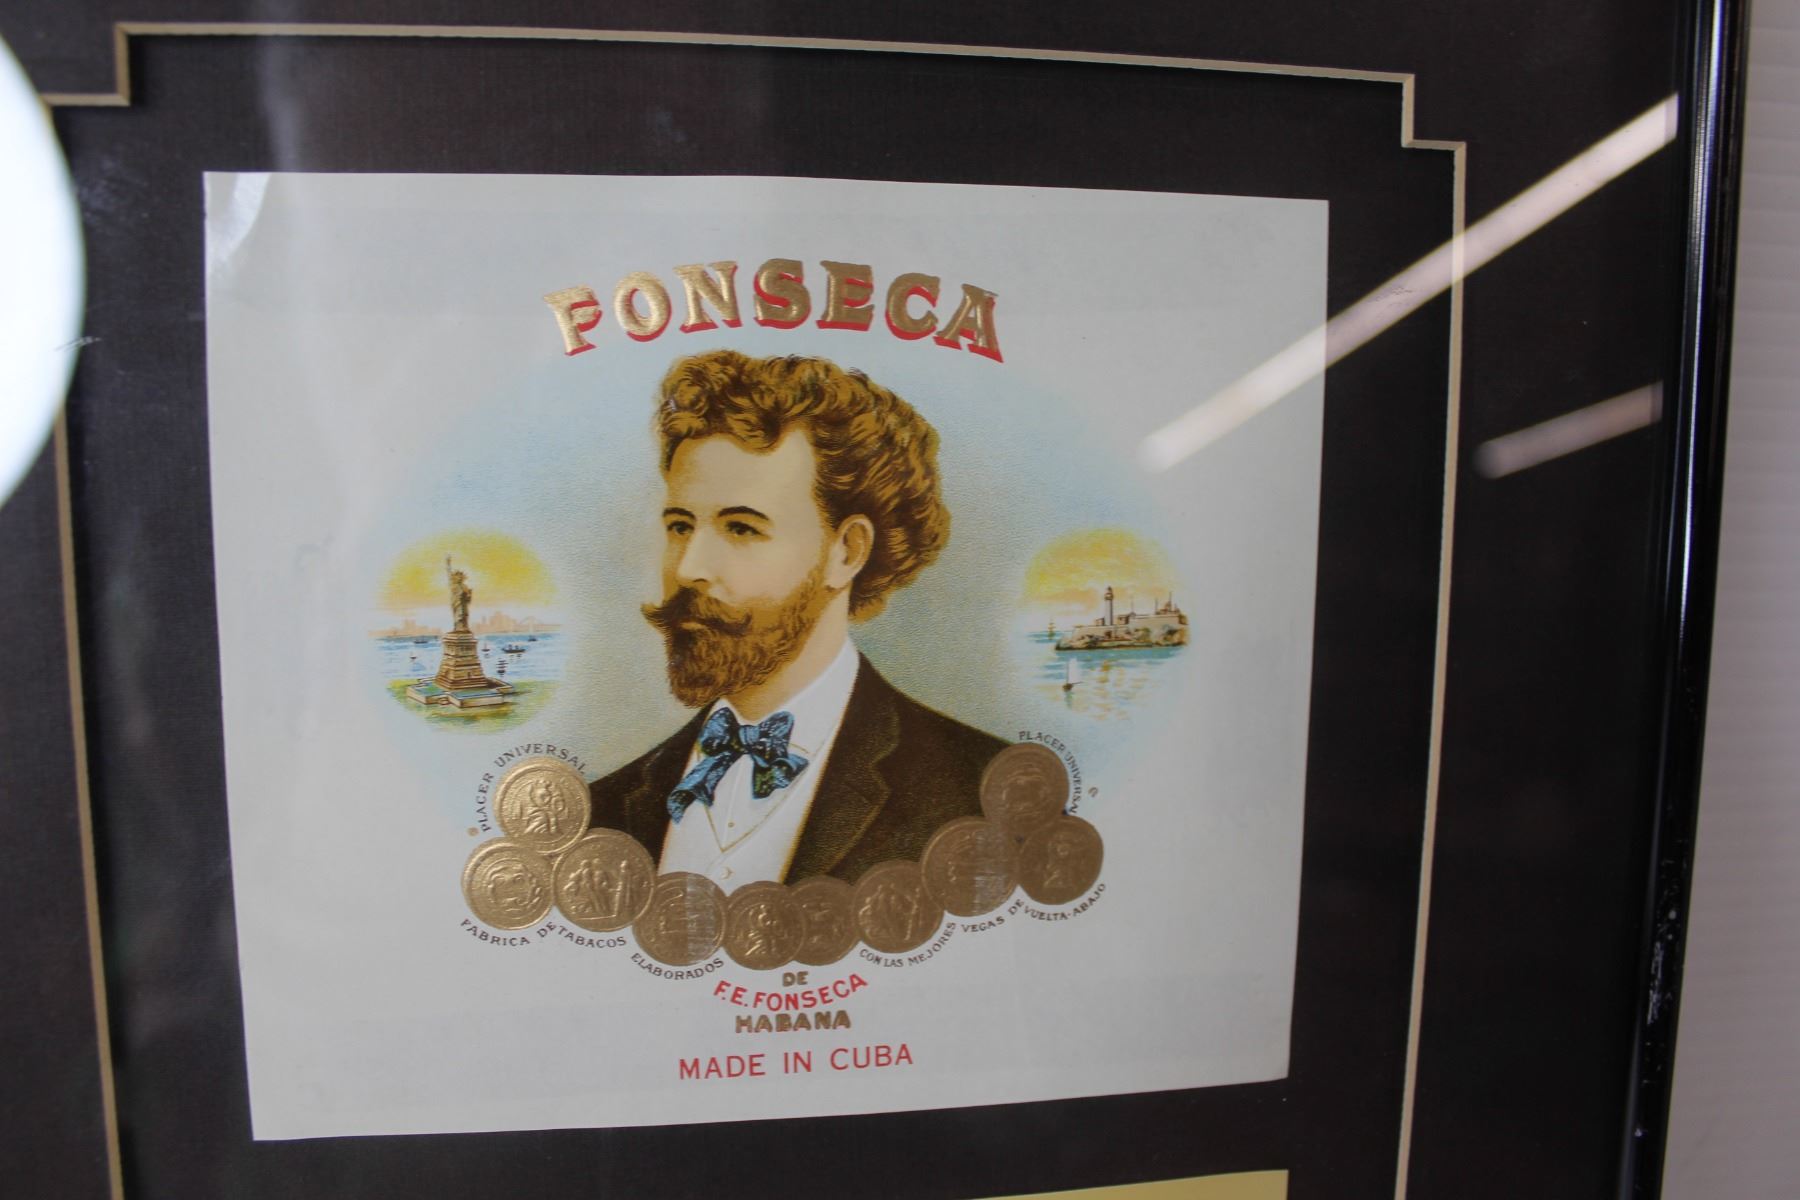 FONSECA
PLACER UNIVERSAL
PLACER UNIVERSAL
FABRICA DE TABACOS
ELABORADOS
CON LAS MEJORES
VEGAS DE VUELTA-ABAJO
DE
F.E. FONSECA
HABANA
MADE IN CUBA